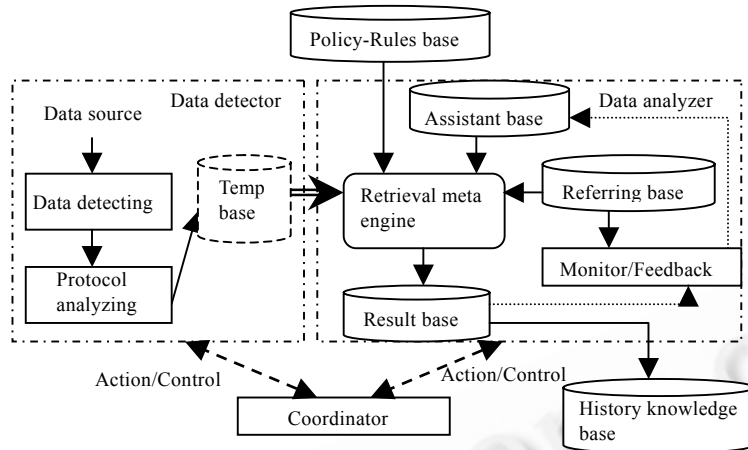 Policy-Rules base
Data source
Data detector
Data detecting
Protocol
analyzing
Temp
base
Data analyzer
Assistant base
Retrieval meta
engine
Referring base
Monitor/Feedback
Result base
Action/Control
Action/Control
Coordinator
History knowledge
base